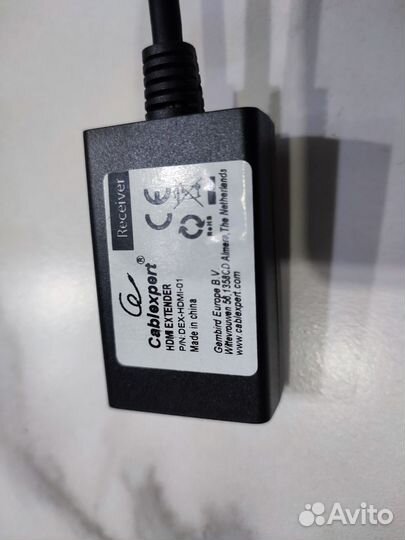 Receiver
CE
RoHS
Cablexpert
HDMI EXTENDER
P/N:DEX-HDMI-01
Made in china
Gembird Europe B.V.
Wittevrouwen 56 1358CD Almere,The Netherlands
www.cablexpert.com
Avito